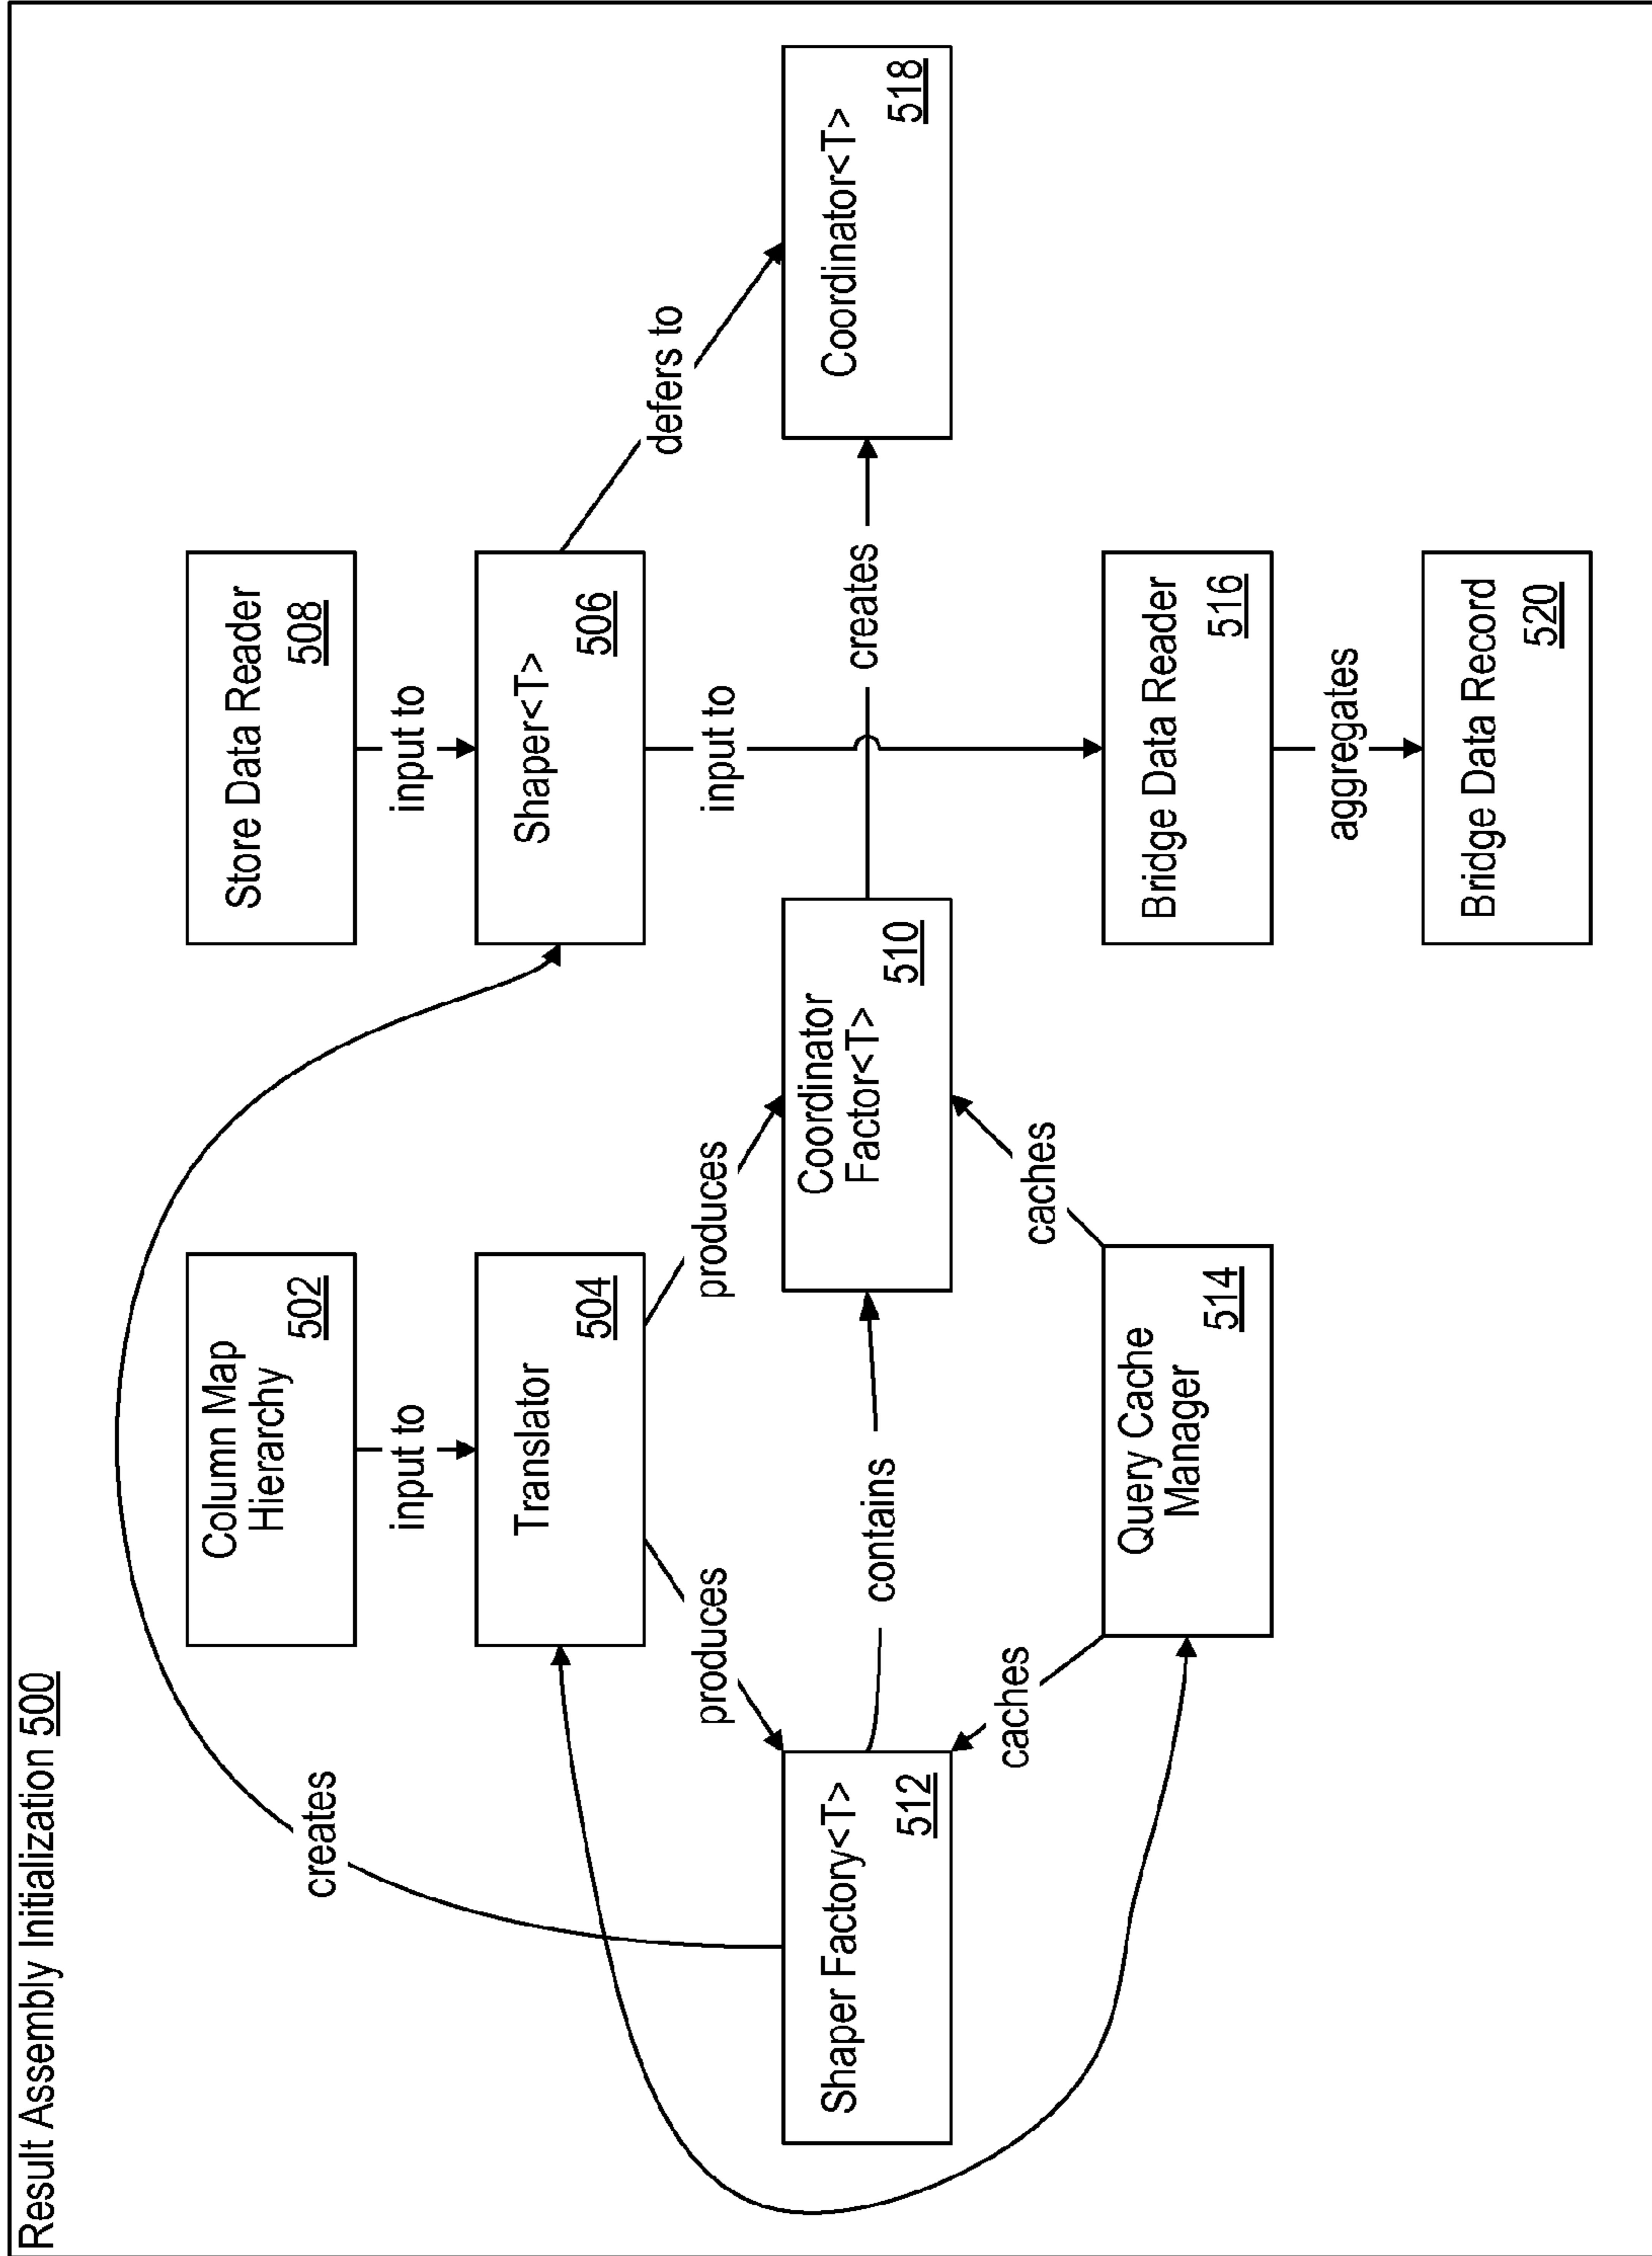 Result Assembly Initialization 500
creates
Column Map
Hierarchy
502
Store Data Reader
508
input to
input to
Translator
504
Shaper<T>
506
defers to
produces
produces
input to
Shaper Factory<T>
512
contains
Coordinator
Factor<T>
510
creates
Coordinator<T>
518
caches
caches
Query Cache
Manager
514
Bridge Data Reader
516
aggregates
Bridge Data Record
520